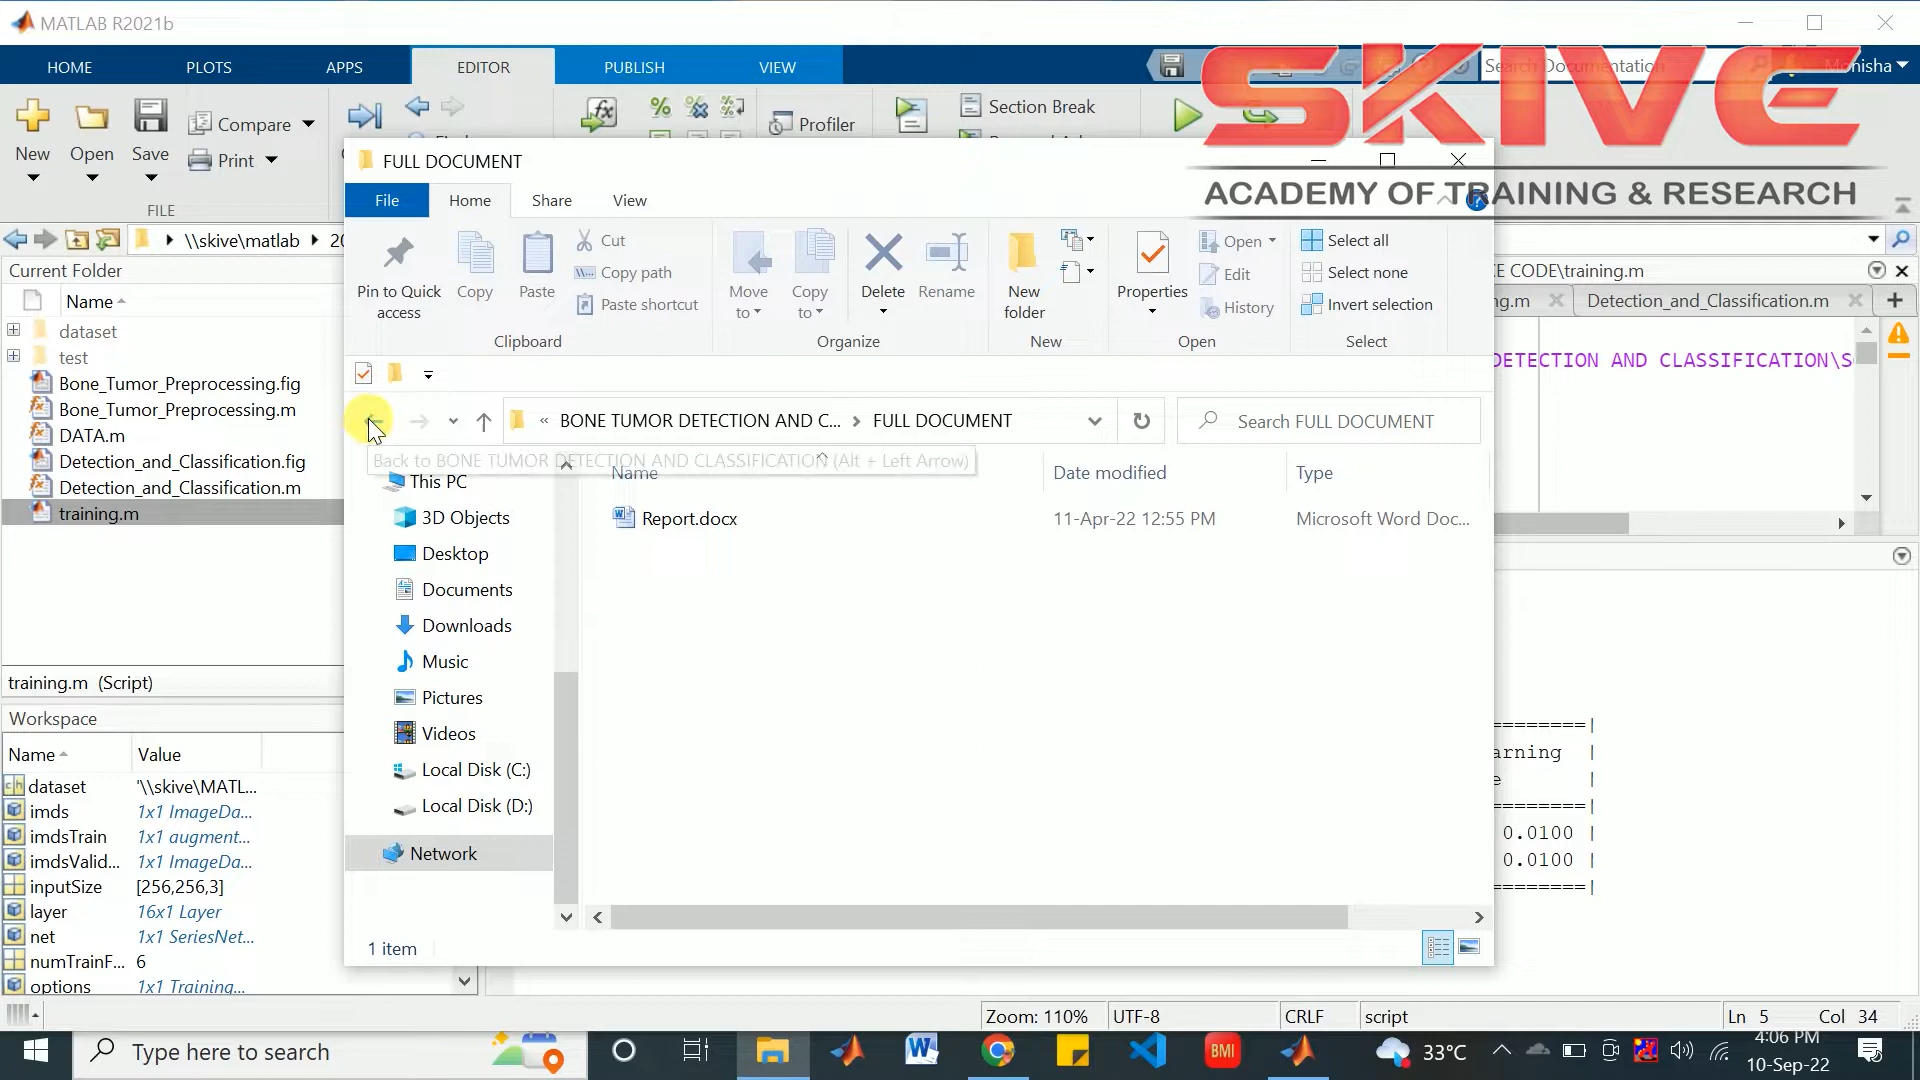 MATLAB R2021b
HOME PLOTS APPS EDITOR PUBLISH VIEW
Search Documentation
Monisha
SKIVE
ACADEMY OF TRAINING & RESEARCH
New Open Save
Compare
Print
FILE
Profiler
Section Break
FULL DOCUMENT
File Home Share View
Pin to Quick access
Copy
Paste
Cut
Copy path
Paste shortcut
Clipboard
Move to
Copy to
Delete
Rename
Organize
New folder
New
Properties
Open
Edit
History
Open
Select all
Select none
Invert selection
Select
\\skive\matlab
Current Folder
Name
dataset
test
Bone_Tumor_Preprocessing.fig
Bone_Tumor_Preprocessing.m
DATA.m
Detection_and_Classification.fig
Detection_and_Classification.m
training.m
« BONE TUMOR DETECTION AND C... FULL DOCUMENT
Search FULL DOCUMENT
Back to BONE TUMOR DETECTION AND CLASSIFICATION (Alt + Left Arrow)
Name Date modified Type
Report.docx 11-Apr-22 12:55 PM Microsoft Word Doc...
This PC
3D Objects
Desktop
Documents
Downloads
Music
Pictures
Videos
Local Disk (C:)
Local Disk (D:)
Network
1 item
CODE\training.m
Detection_and_Classification.m
DETECTION AND CLASSIFICATION\S
training.m (Script)
Workspace
Name Value
dataset '\\skive\MATL...
imds 1x1 ImageDa...
imdsTrain 1x1 augment...
imdsValid... 1x1 ImageDa...
inputSize [256,256,3]
layer 16x1 Layer
net 1x1 SeriesNet...
numTrainF... 6
options 1x1 Training...
========|
arning |
e |
========|
0.0100 |
0.0100 |
========|
Zoom: 110% UTF-8 CRLF script Ln 5 Col 34
Type here to search
BMI
33°C
4:06 PM
10-Sep-22